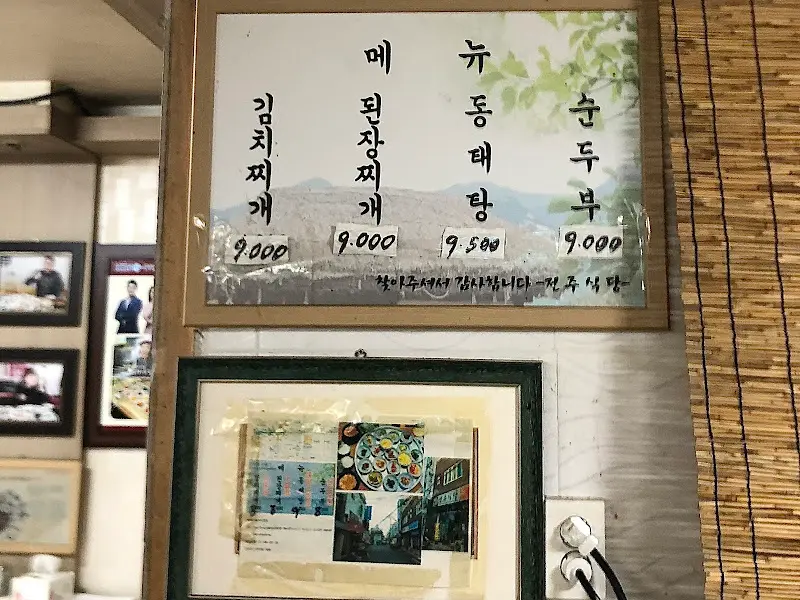 메 뉴
김치찌개
9.000
된장찌개
9.000
동태탕
9.500
순두부
9.000
찾아주셔서 감사합니다 -전주식당-